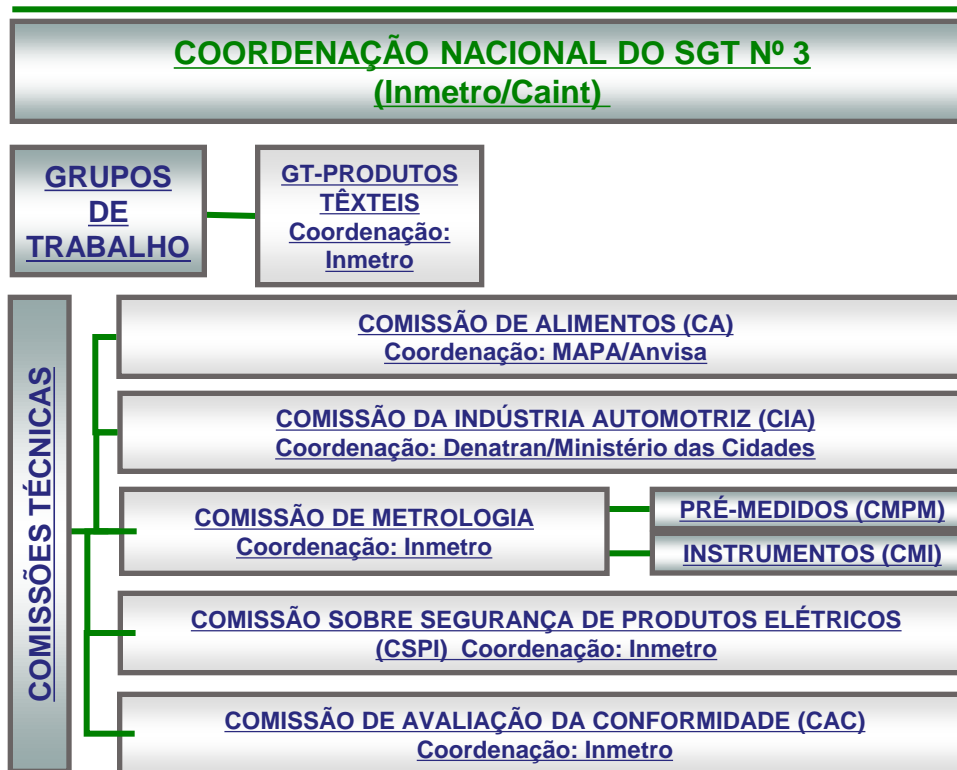 COORDENAÇÃO NACIONAL DO SGT Nº 3
(Inmetro/Caint)
GRUPOS
DE
TRABALHO
GT-PRODUTOS
TÊXTEIS
Coordenação:
Inmetro
COMISSÕES TÉCNICAS
COMISSÃO DE ALIMENTOS (CA)
Coordenação: MAPA/Anvisa
COMISSÃO DA INDÚSTRIA AUTOMOTRIZ (CIA)
Coordenação: Denatran/Ministério das Cidades
COMISSÃO DE METROLOGIA
Coordenação: Inmetro
PRÉ-MEDIDOS (CMPM)
INSTRUMENTOS (CMI)
COMISSÃO SOBRE SEGURANÇA DE PRODUTOS ELÉTRICOS
(CSPI) Coordenação: Inmetro
COMISSÃO DE AVALIAÇÃO DA CONFORMIDADE (CAC)
Coordenação: Inmetro